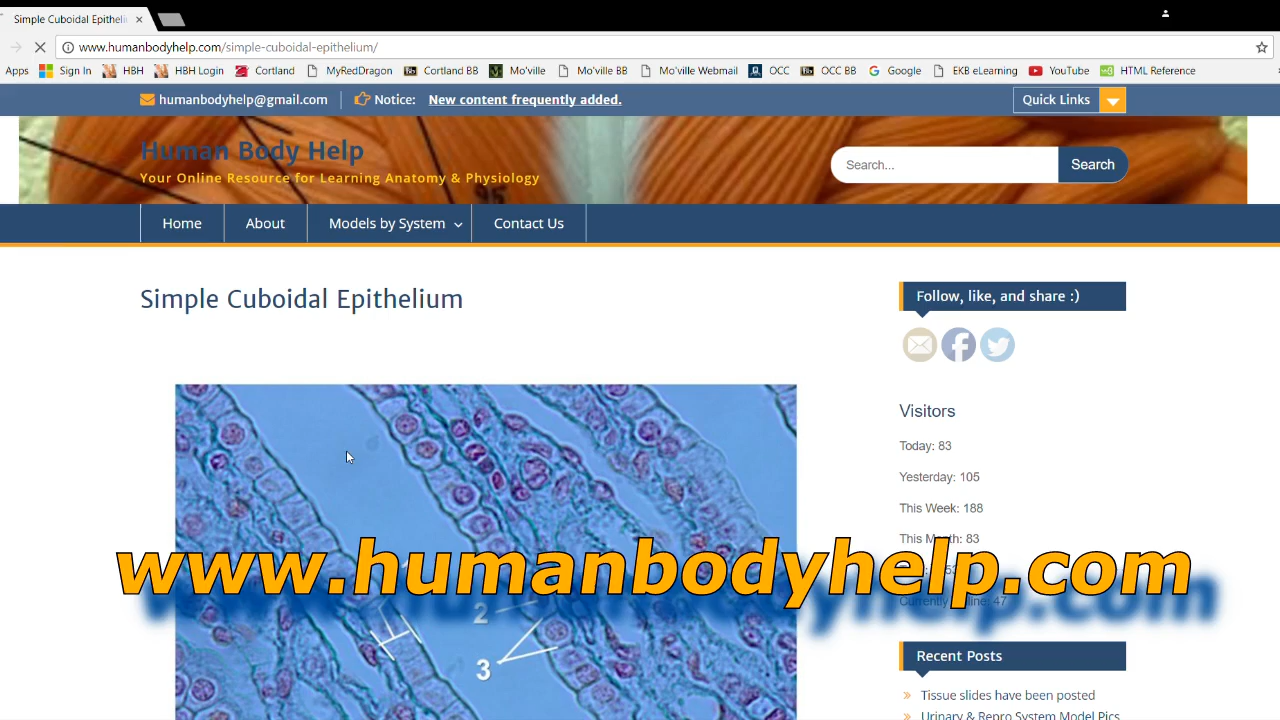 Simple Cuboidal Epitheli
www.humanbodyhelp.com/simple-cuboidal-epithelium/
Apps Sign In HBH HBH Login Cortland MyRedDragon Cortland BB Mo'ville Mo'ville BB Mo'ville Webmail OCC OCC BB Google EKB eLearning YouTube HTML Reference
humanbodyhelp@gmail.com Notice: New content frequently added. Quick Links
Human Body Help
Your Online Resource for Learning Anatomy & Physiology
Search... Search
Home About Models by System Contact Us
Simple Cuboidal Epithelium
Follow, like, and share :)
Visitors
Today: 83
Yesterday: 105
This Week: 188
This Month: 83
www.humanbodyhelp.com
Currently Online: 47
2
3
Recent Posts
Tissue slides have been posted
Urinary & Repro System Model Pics